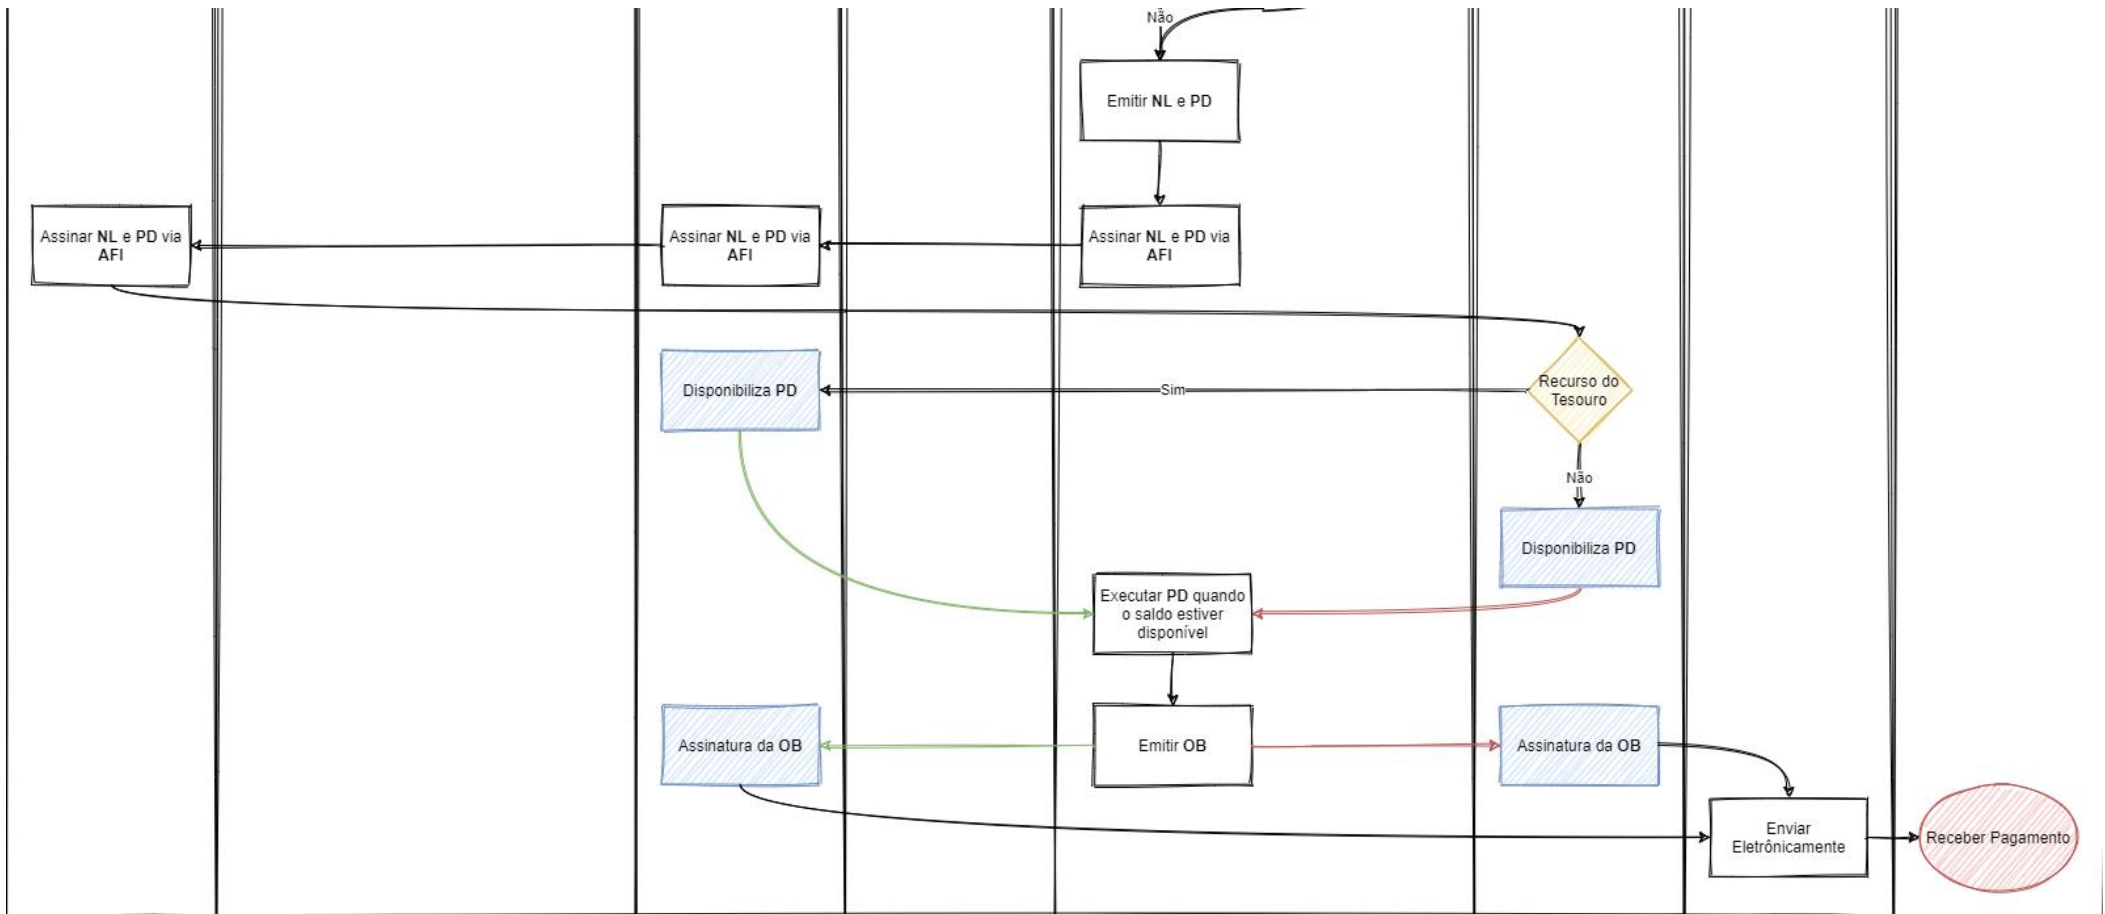 Não
Emitir NL e PD
Assinar NL e PD via
AFI
Assinar NL e PD via
AFI
Assinar NL e PD via
AFI
Disponibiliza PD
Sim
Recurso do
Tesouro
Não
Disponibiliza PD
Executar PD quando
o saldo estiver
disponível
Assinatura da OB
Emitir OB
Assinatura da OB
Enviar
Eletrônicamente
Receber Pagamento